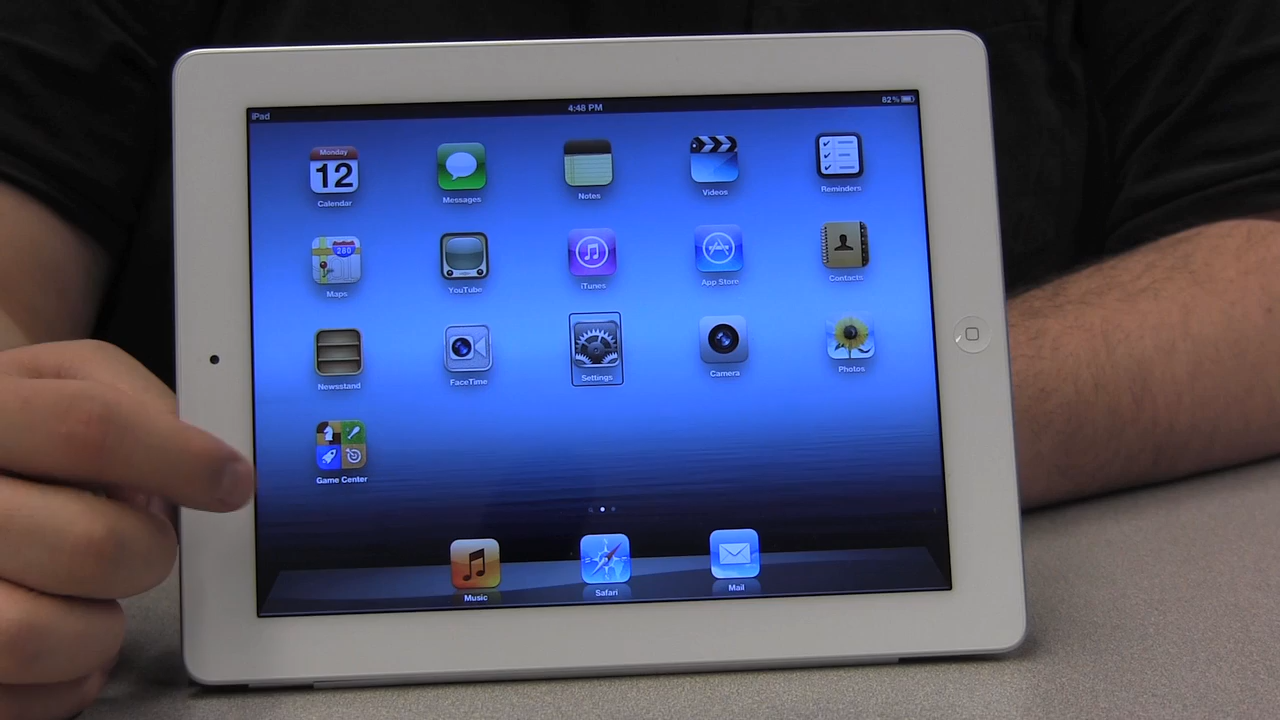 iPad 4:48 PM 82%
Monday
12
Calendar Messages Notes Videos Reminders
280
Maps YouTube iTunes App Store Contacts
Newsstand FaceTime Settings Camera Photos
Game Center
Music Safari Mail